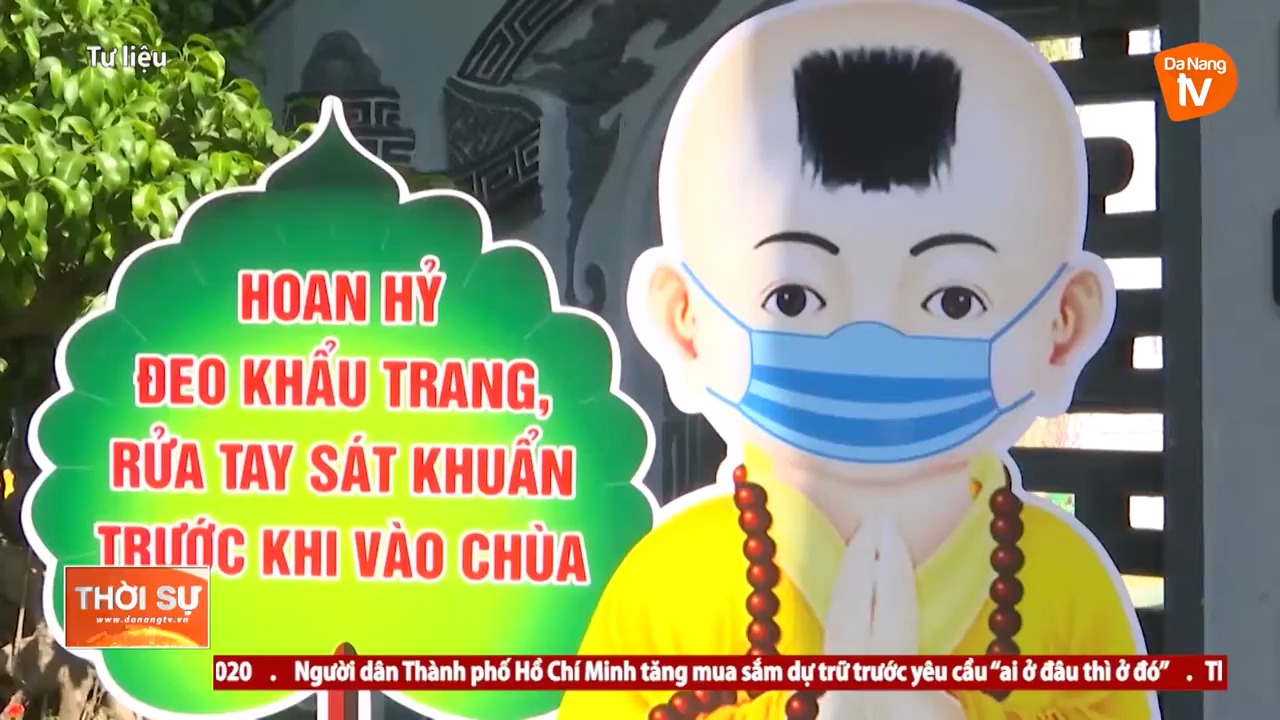 Tư liệu
Da Nang
tv
HOAN HỶ
ĐEO KHẨU TRANG,
RỬA TAY SÁT KHUẨN
TRƯỚC KHI VÀO CHÙA
THỜI SỰ
www.danangtv.vn
020 . Người dân Thành phố Hồ Chí Minh tăng mua sắm dự trữ trước yêu cầu “ai ở đâu thì ở đó” .